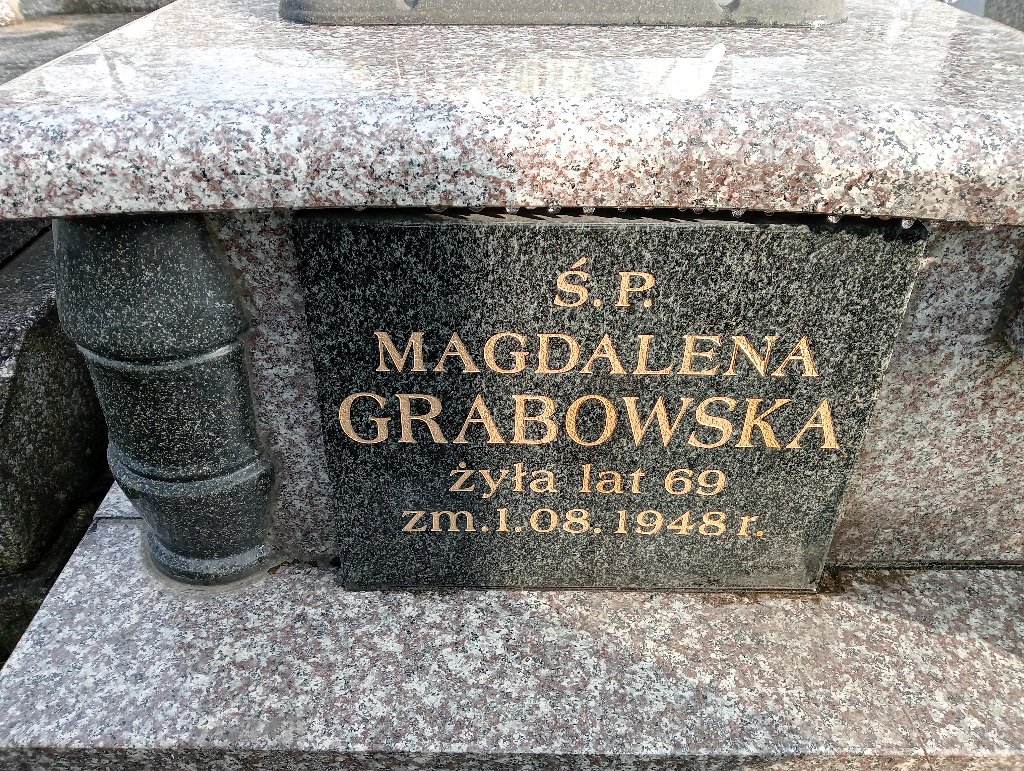 Ś.P.
MAGDALENA
GRABOWSKA
żyła lat 69
zm.1.08.1948 r.